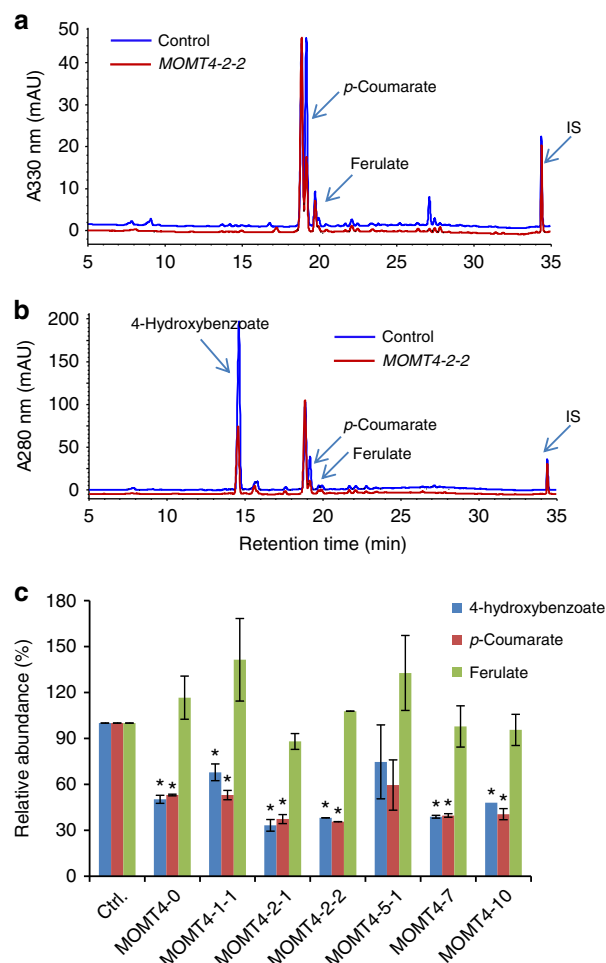 a
Control
MOMT4-2-2
p-Coumarate
Ferulate
IS
A330 nm (mAU)
50
40
30
20
10
0
5 10 15 20 25 30 35
b
4-Hydroxybenzoate
Control
MOMT4-2-2
p-Coumarate
Ferulate
IS
A280 nm (mAU)
200
150
100
50
0
5 10 15 20 25 30 35
Retention time (min)
c
4-hydroxybenzoate
p-Coumarate
Ferulate
Relative abundance (%)
180
150
120
90
60
30
0
* * * * * * * * * * * *
Ctrl. MOMT4-0 MOMT4-1-1 MOMT4-2-1 MOMT4-2-2 MOMT4-5-1 MOMT4-7 MOMT4-10